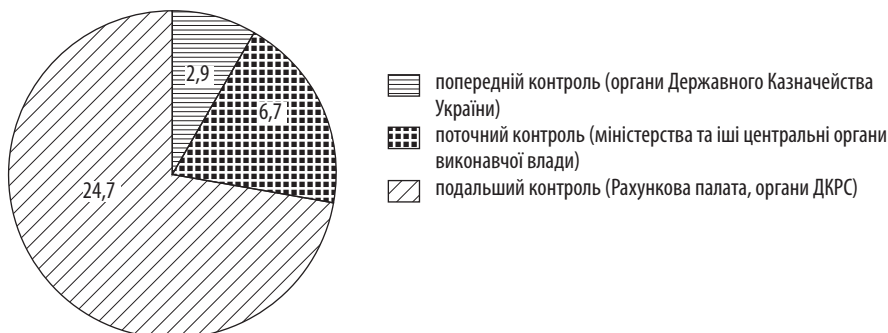 2,9
6,7
24,7
попередній контроль (органи Державного Казначейства
України)
поточний контроль (міністерства та іші центральні органи
виконавчої влади)
подальший контроль (Рахункова палата, органи ДКРС)